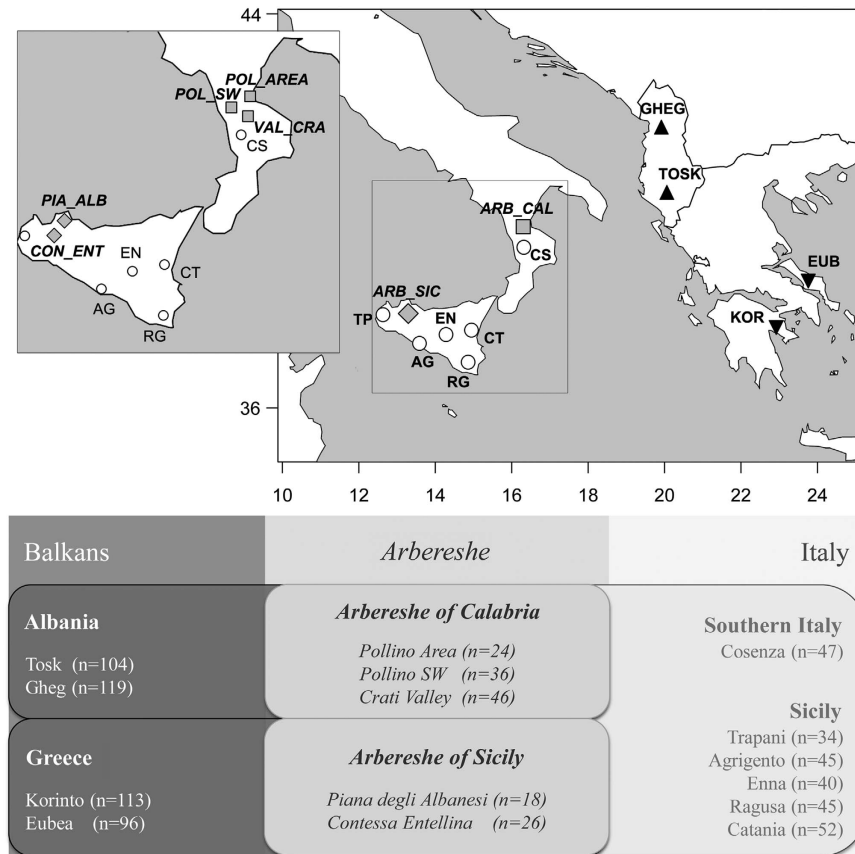 44
36
10
12
14
16
18
20
22
24
POL_AREA
POL_SW
VAL_CRA
CS
PIA_ALB
CON_ENT
EN
CT
AG
RG
GHEG
TOSK
ARB_CAL
CS
ARB_SIC
TP
EN
CT
AG
RG
EUB
KOR
Balkans
Arbereshe
Italy
Albania
Tosk (n=104)
Gheg (n=119)
Greece
Korinto (n=113)
Eubea (n=96)
Arbereshe of Calabria
Pollino Area (n=24)
Pollino SW (n=36)
Crati Valley (n=46)
Arbereshe of Sicily
Piana degli Albanesi (n=18)
Contessa Entellina (n=26)
Southern Italy
Cosenza (n=47)
Sicily
Trapani (n=34)
Agrigento (n=45)
Enna (n=40)
Ragusa (n=45)
Catania (n=52)